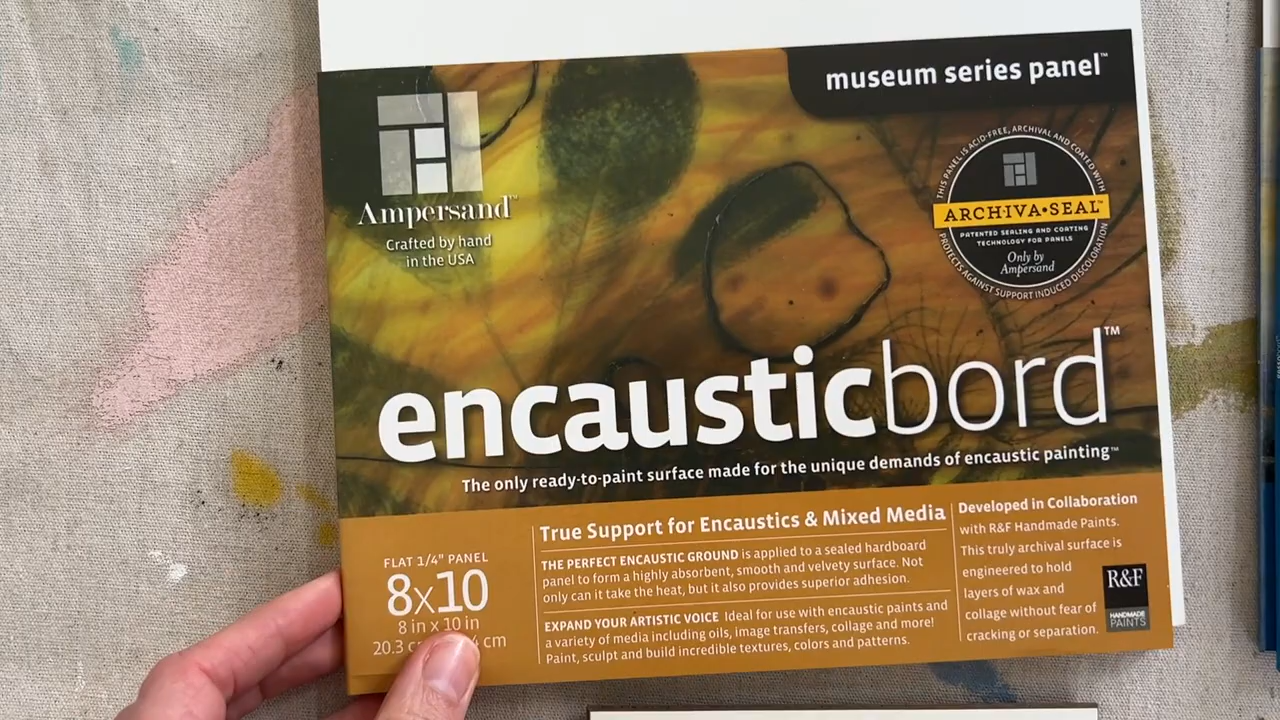 museum series panel™
Ampersand™
Crafted by hand
in the USA
THIS PANEL IS ACID-FREE, ARCHIVAL AND COATED WITH
ARCHIVA•SEAL™
PATENTED SEALING AND COATING
TECHNOLOGY FOR PANELS
Only by
Ampersand
PROTECTS AGAINST SUPPORT INDUCED DISCOLORATION
encausticbord™
The only ready-to-paint surface made for the unique demands of encaustic painting™
FLAT 1/4" PANEL
8x10
8 in x 10 in
20.3 cm
True Support for Encaustics & Mixed Media
THE PERFECT ENCAUSTIC GROUND is applied to a sealed hardboard
panel to form a highly absorbent, smooth and velvety surface. Not
only can it take the heat, but it also provides superior adhesion.
EXPAND YOUR ARTISTIC VOICE Ideal for use with encaustic paints and
a variety of media including oils, image transfers, collage and more!
Paint, sculpt and build incredible textures, colors and patterns.
Developed in Collaboration
with R&F Handmade Paints.
This truly archival surface is
engineered to hold
layers of wax and
collage without fear of
cracking or separation.
R&F
HANDMADE
PAINTS